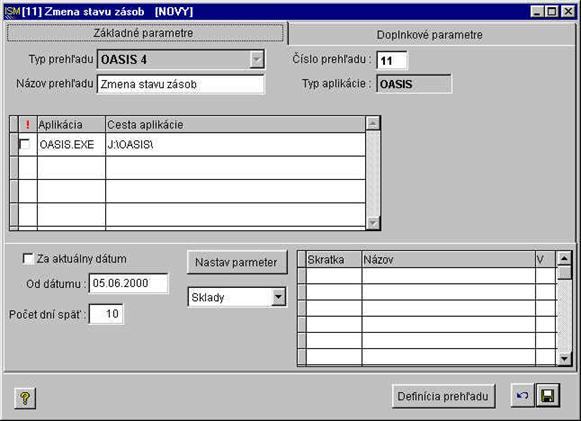 ISM [11] Zmena stavu zásob [NOVY]
Základné parametre Doplnkové parametre
Typ prehľadu OASIS 4 Číslo prehľadu : 11
Názov prehľadu Zmena stavu zásob Typ aplikácie : OASIS
! Aplikácia Cesta aplikácie
OASIS.EXE J:\OASIS\
Za aktuálny dátum Nastav parmeter Skratka Názov V
Od dátumu : 05.06.2000
Sklady
Počet dní späť : 10
? Definícia prehľadu